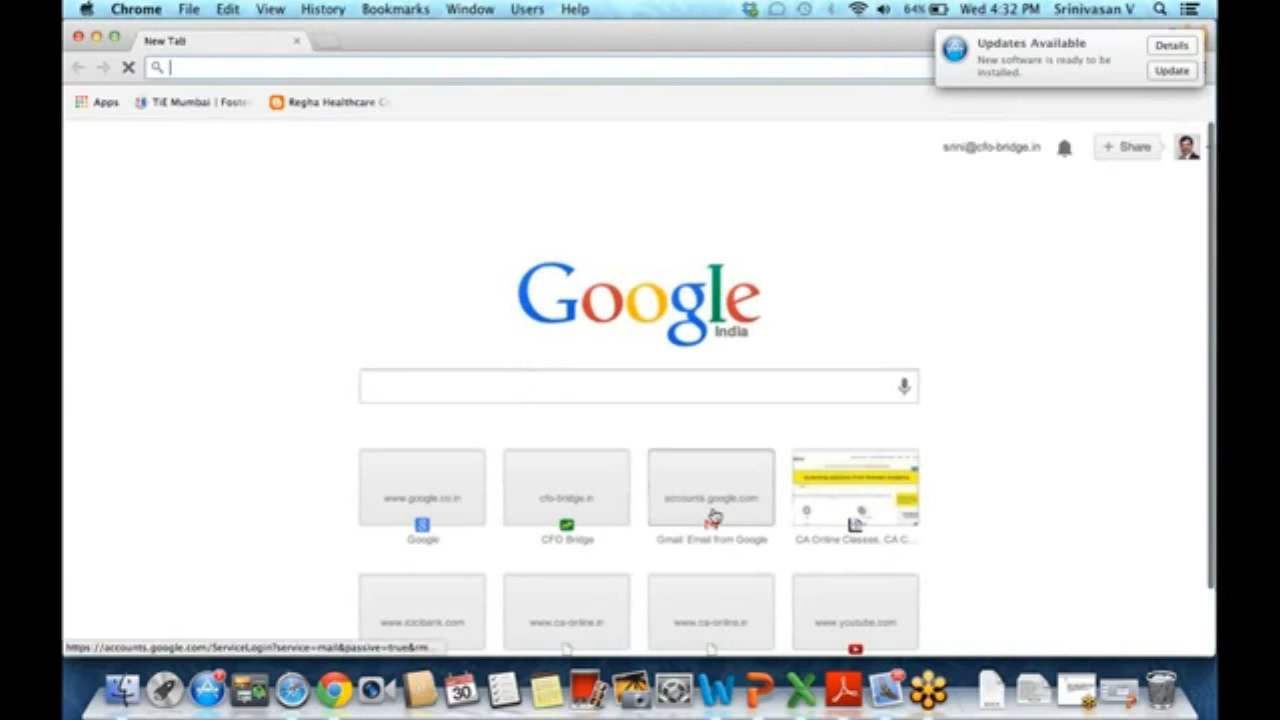 Chrome File Edit View History Bookmarks Window Users Help 64% Wed 4:32 PM Srinivasan V
New Tab
Updates Available
New software is ready to be
installed.
Details
Update
Apps TiE Mumbai | Foste Regha Healthcare C
srini@cfo-bridge.in + Share
Google
India
www.google.co.in cfo-bridge.in accounts.google.com
Google CFO Bridge Gmail: Email from Google CA Online Classes, CA C...
www.icicibank.com www.ca-online.in www.ca-online.in www.youtube.com
https://accounts.google.com/ServiceLogin?service=mail&passive=true&rm...
30